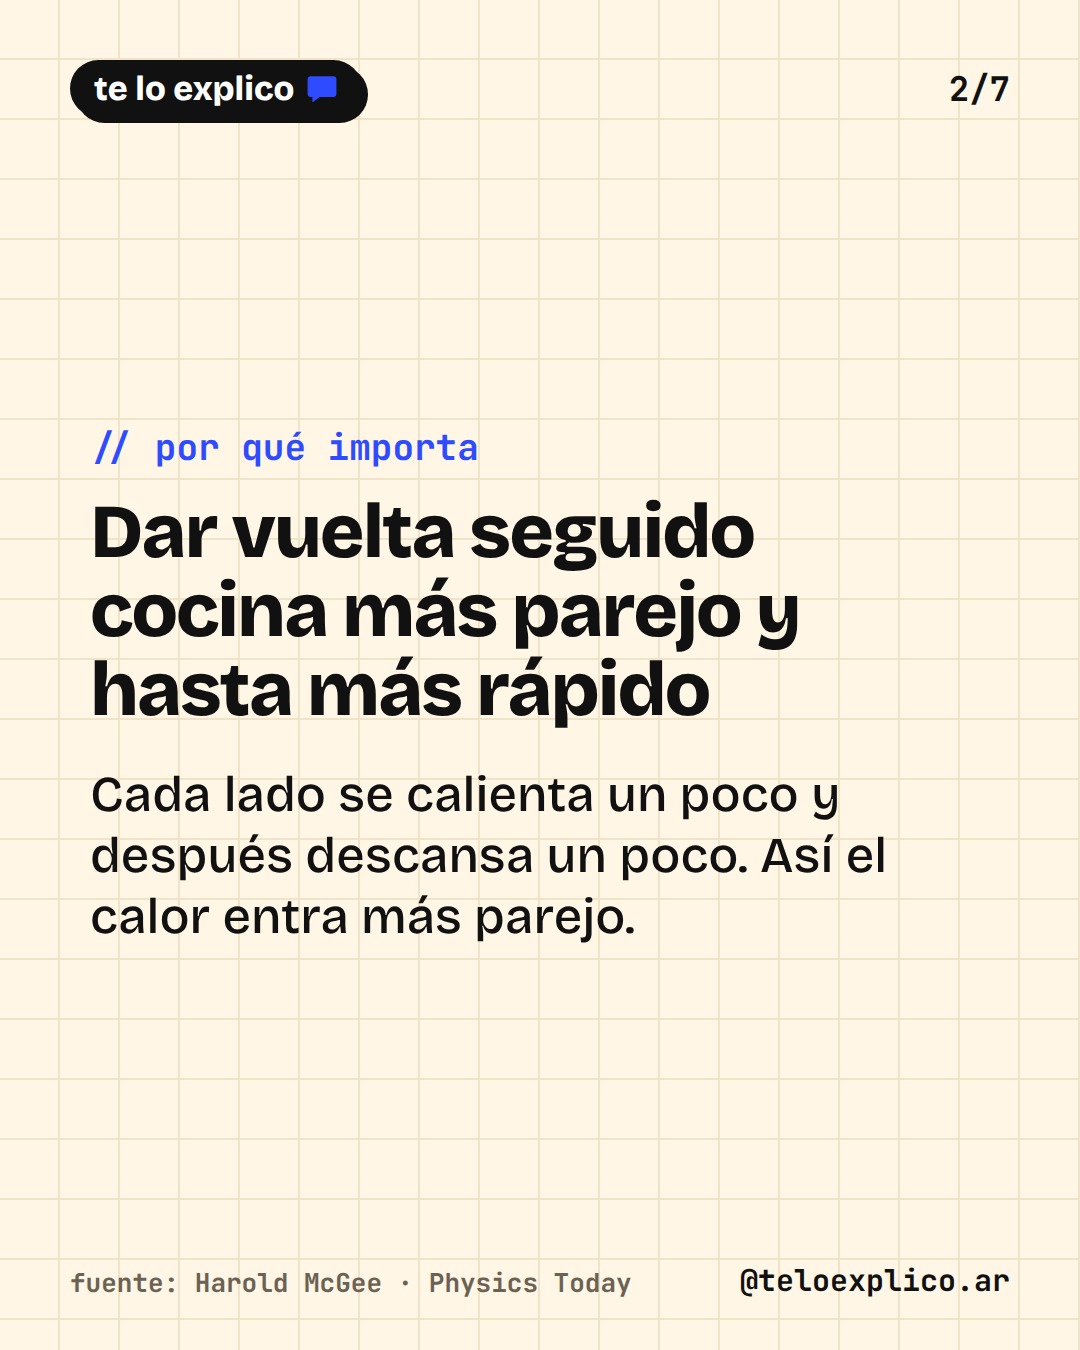 te lo explico
2/7
// por qué importa
Dar vuelta seguido
cocina más parejo y
hasta más rápido
Cada lado se calienta un poco y
después descansa un poco. Así el
calor entra más parejo.
fuente: Harold McGee · Physics Today
@teloexplico.ar